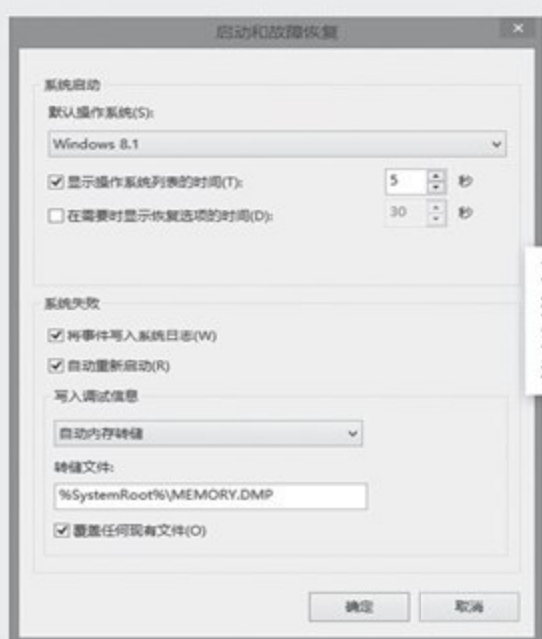 启动和故障恢复
系统启动
默认操作系统(S):
Windows 8.1
显示操作系统列表的时间(T): 5 秒
在需要时显示恢复选项的时间(D): 30 秒
系统失败
将事件写入系统日志(W)
自动重新启动(R)
写入调试信息
自动内存转储
转储文件:
%SystemRoot%\MEMORY.DMP
覆盖任何现有文件(O)
确定 取消